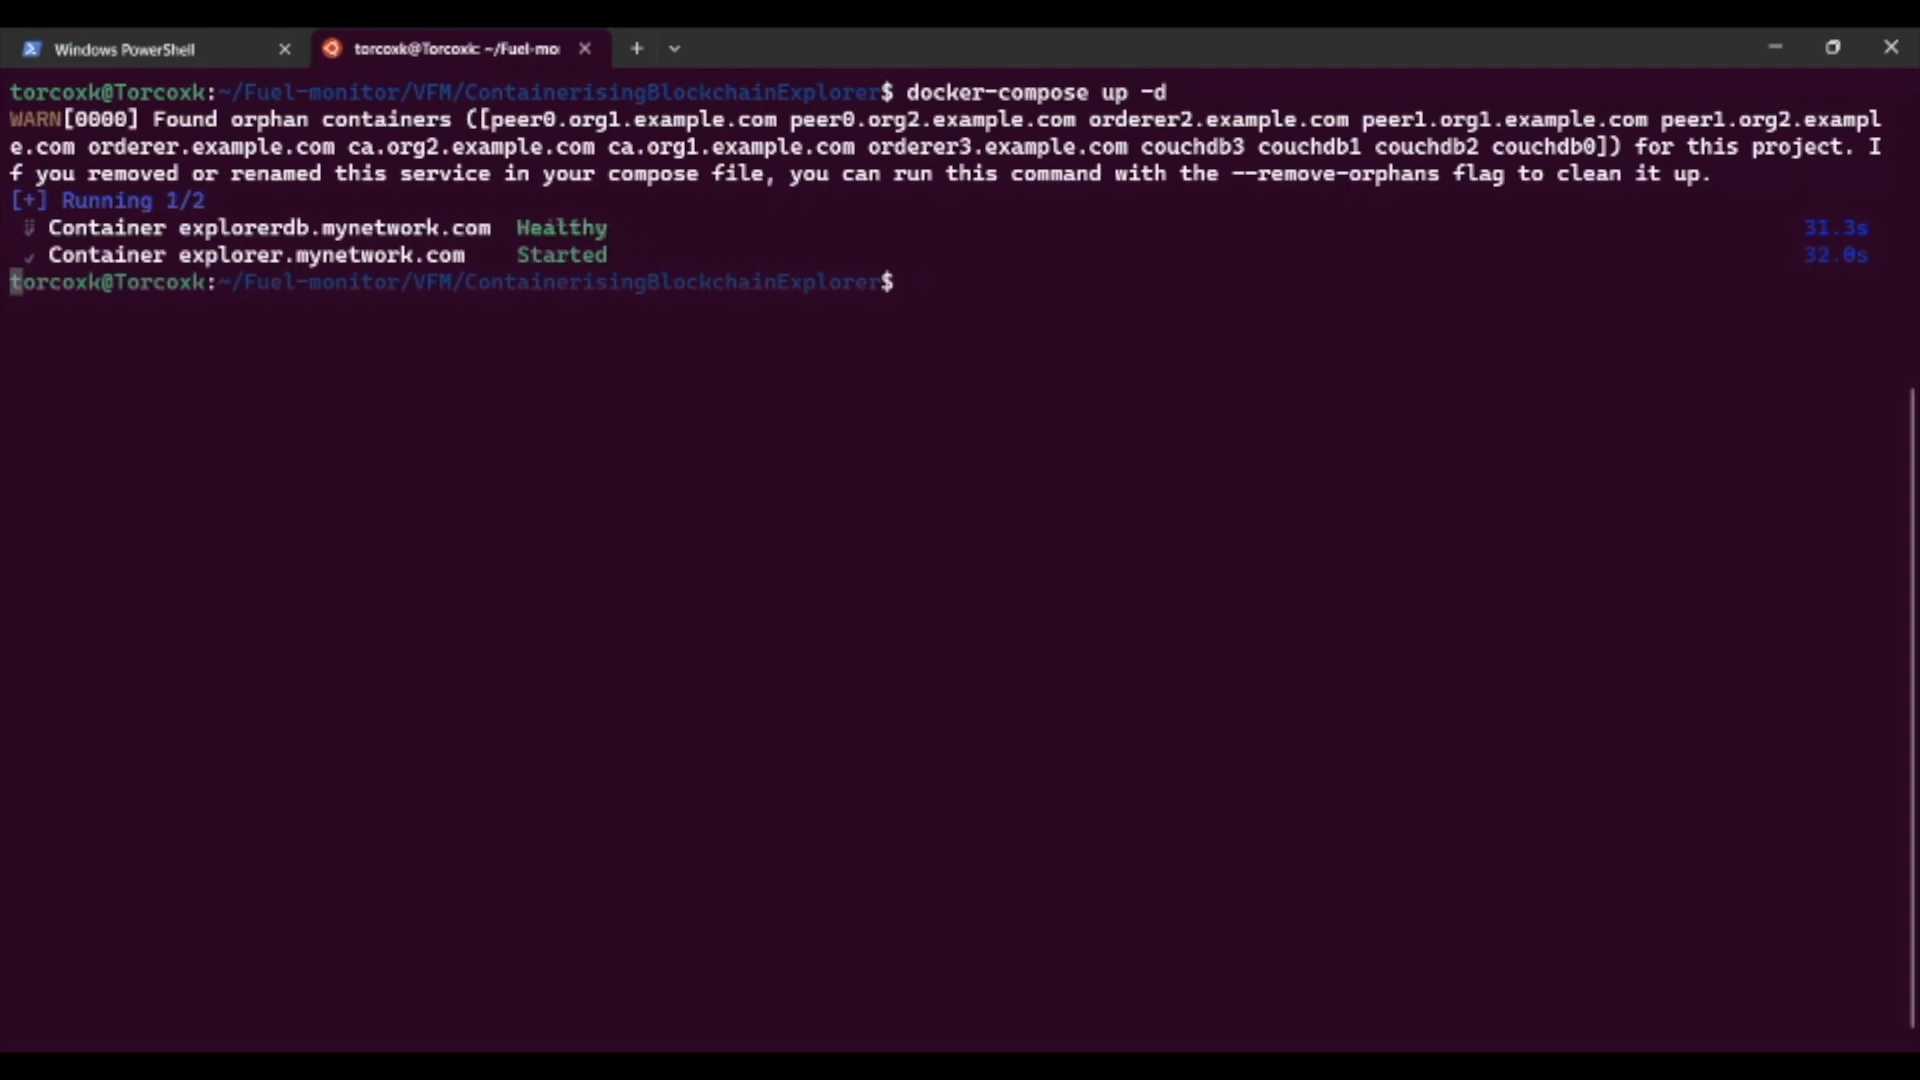 Windows PowerShell
torcoxk@Torcoxk: ~/Fuel-mo
torcoxk@Torcoxk:~/Fuel-monitor/VFM/ContainerisingBlockchainExplorer$ docker-compose up -d
WARN[0000] Found orphan containers ([peer0.org1.example.com peer0.org2.example.com orderer2.example.com peer1.org1.example.com peer1.org2.exampl
e.com orderer.example.com ca.org2.example.com ca.org1.example.com orderer3.example.com couchdb3 couchdb1 couchdb2 couchdb0]) for this project. I
f you removed or renamed this service in your compose file, you can run this command with the --remove-orphans flag to clean it up.
[+] Running 1/2
⠿ Container explorerdb.mynetwork.com Healthy 31.3s
✓ Container explorer.mynetwork.com Started 32.0s
torcoxk@Torcoxk:~/Fuel-monitor/VFM/ContainerisingBlockchainExplorer$